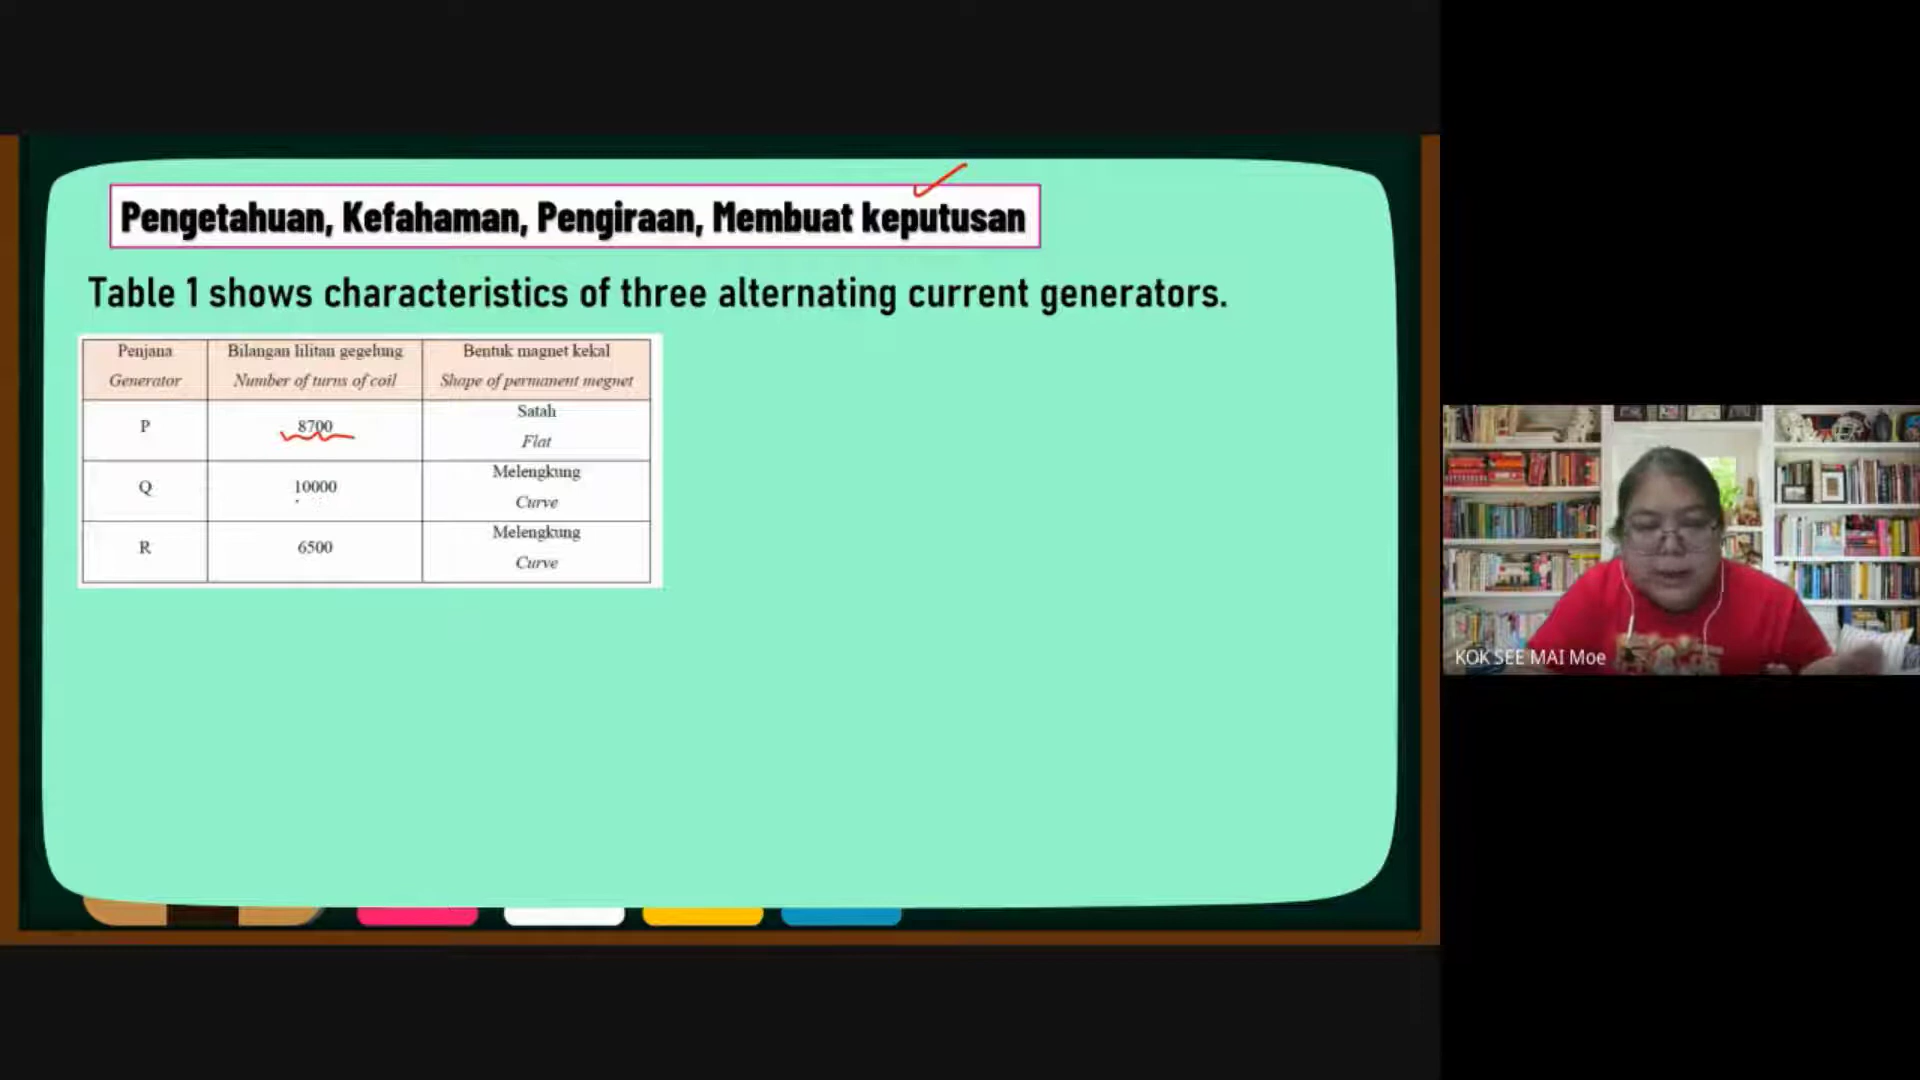 Pengetahuan, Kefahaman, Pengiraan, Membuat keputusan
Table 1 shows characteristics of three alternating current generators.
Penjana Bilangan lilitan gegelung Bentuk magnet kekal
Generator Number of turns of coil Shape of permanent megnet
P 8700 Satah
Flat
Q 10000 Melengkung
Curve
R 6500 Melengkung
Curve
KOK SEE MAI Moe